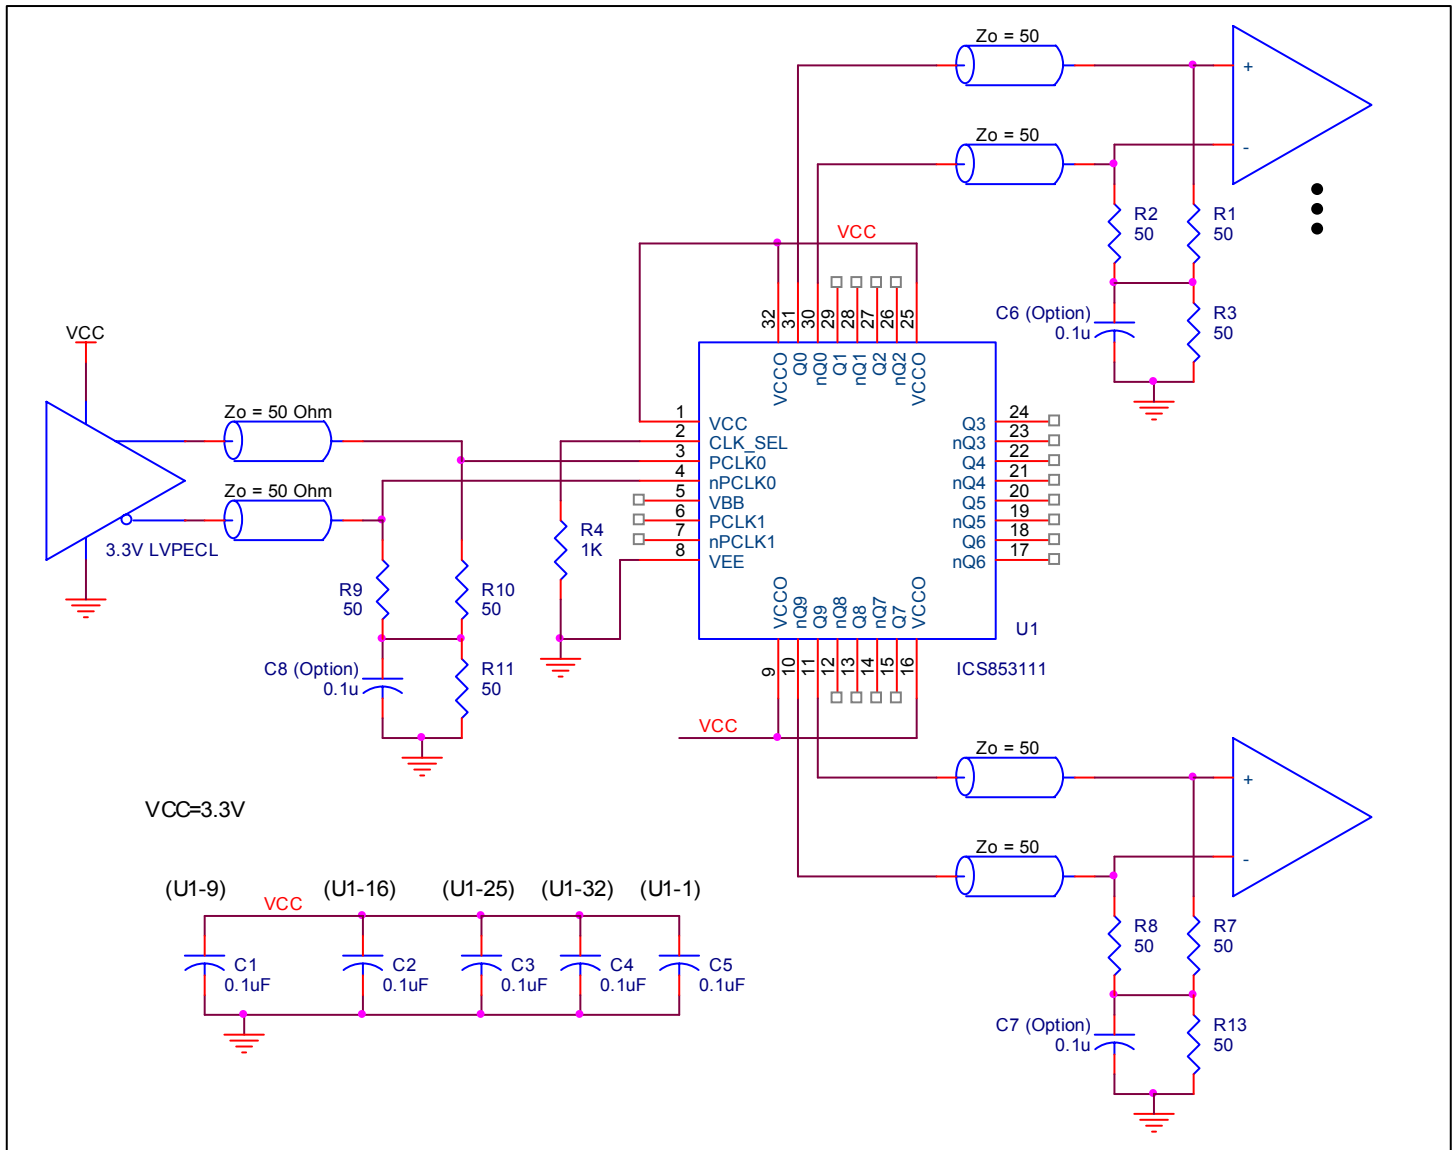 Zo = 50
+
Zo = 50
-
R2
50
R1
50
VCC
C6 (Option)
0.1u
R3
50
32
31
30
29
28
27
26
25
VCCO
Q0
nQ0
Q1
nQ1
Q2
nQ2
VCCO
VCC
Zo = 50 Ohm
Zo = 50 Ohm
3.3V LVPECL
1
2
3
4
5
6
7
8
VCC
CLK_SEL
PCLK0
nPCLK0
VBB
PCLK1
nPCLK1
VEE
Q3
nQ3
Q4
nQ4
Q5
nQ5
Q6
nQ6
24
23
22
21
20
19
18
17
R4
1K
R9
50
R10
50
VCCO
nQ9
Q9
nQ8
Q8
nQ7
Q7
VCCO
U1
ICS853111
9
10
11
12
13
14
15
16
C8 (Option)
0.1u
R11
50
VCC
Zo = 50
+
Zo = 50
-
VCC=3.3V
(U1-9)
(U1-16)
(U1-25)
(U1-32)
(U1-1)
VCC
C1
0.1uF
C2
0.1uF
C3
0.1uF
C4
0.1uF
C5
0.1uF
R8
50
R7
50
C7 (Option)
0.1u
R13
50